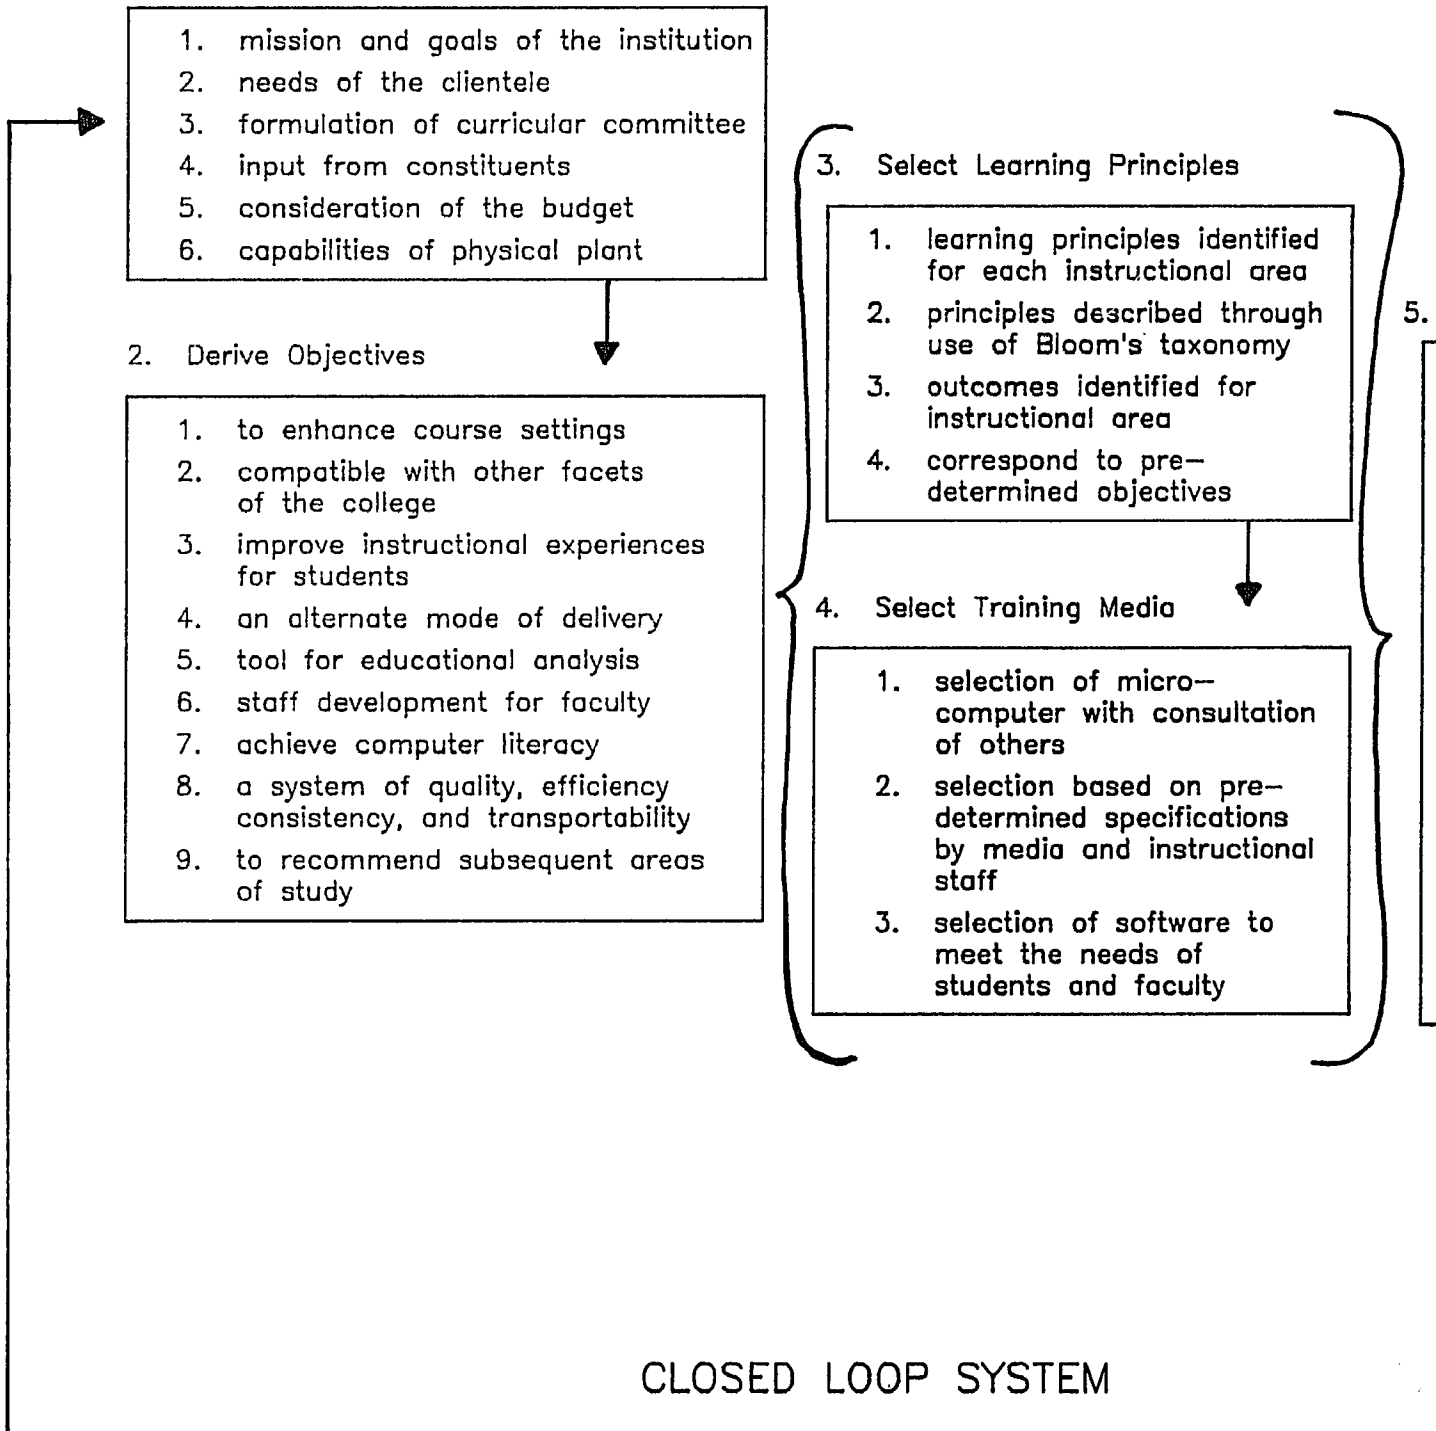 1. mission and goals of the institution
2. needs of the clientele
3. formulation of curricular committee
4. input from constituents
5. consideration of the budget
6. capabilities of physical plant
2. Derive Objectives
1. to enhance course settings
2. compatible with other facets
of the college
3. improve instructional experiences
for students
4. an alternate mode of delivery
5. tool for educational analysis
6. staff development for faculty
7. achieve computer literacy
8. a system of quality, efficiency
consistency, and transportability
9. to recommend subsequent areas
of study
3. Select Learning Principles
1. learning principles identified
for each instructional area
2. principles described through
use of Bloom's taxonomy
3. outcomes identified for
instructional area
4. correspond to pre—
determined objectives
4. Select Training Media
1. selection of micro—
computer with consultation
of others
2. selection based on pre—
determined specifications
by media and instructional
staff
3. selection of software to
meet the needs of
students and faculty
5.
CLOSED LOOP SYSTEM